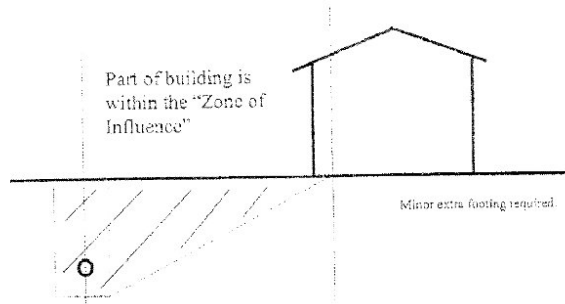 Part of building is
within the “Zone of
Influence”
Minor extra footing required.